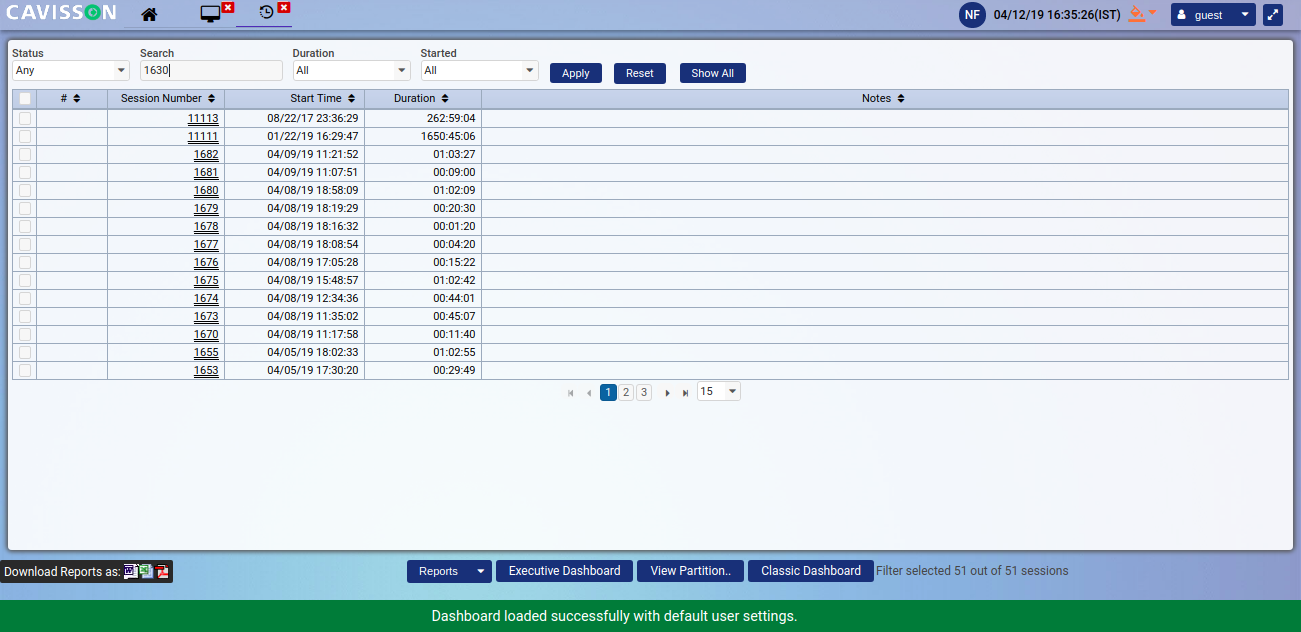 CAVISSON
NF 04/12/19 16:35:26(IST) guest
Status Search Duration Started
Any 1630 All All Apply Reset Show All
# Session Number Start Time Duration Notes
11113 08/22/17 23:36:29 262:59:04
11111 01/22/19 16:29:47 1650:45:06
1682 04/09/19 11:21:52 01:03:27
1681 04/09/19 11:07:51 00:09:00
1680 04/08/19 18:58:09 01:02:09
1679 04/08/19 18:19:29 00:20:30
1678 04/08/19 18:16:32 00:01:20
1677 04/08/19 18:08:54 00:04:20
1676 04/08/19 17:05:28 00:15:22
1675 04/08/19 15:48:57 01:02:42
1674 04/08/19 12:34:36 00:44:01
1673 04/08/19 11:35:02 00:45:07
1670 04/08/19 11:17:58 00:11:40
1655 04/05/19 18:02:33 01:02:55
1653 04/05/19 17:30:20 00:29:49
1 2 3 15
Download Reports as: Reports Executive Dashboard View Partition.. Classic Dashboard Filter selected 51 out of 51 sessions
Dashboard loaded successfully with default user settings.